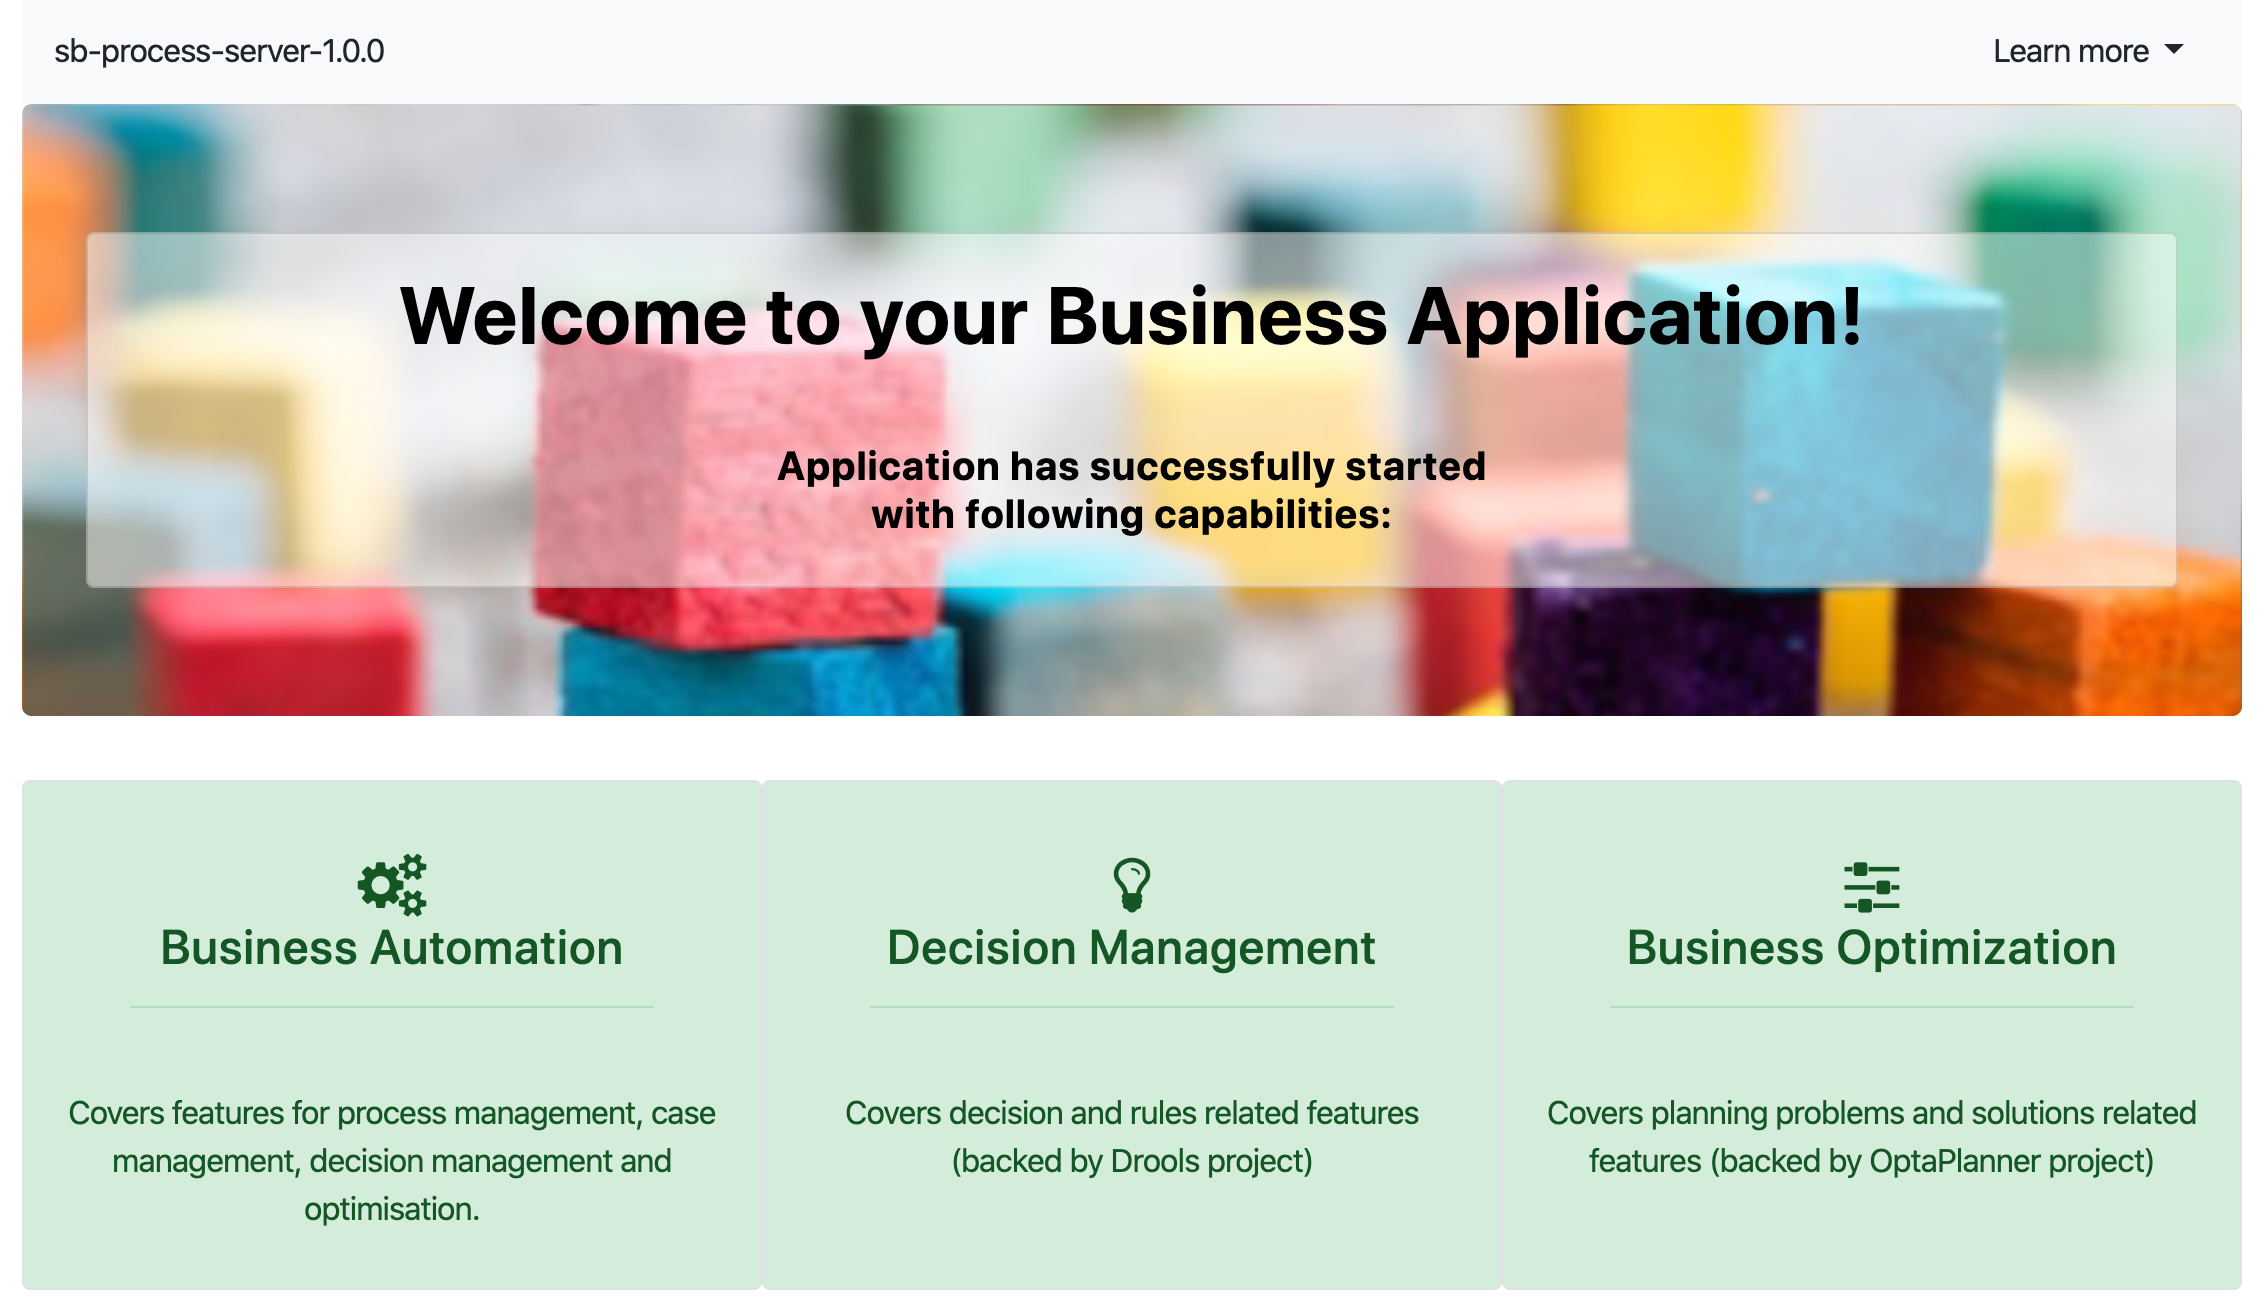 sb-process-server-1.0.0
Learn more
Welcome to your Business Application!
Application has successfully started
with following capabilities:
Business Automation
Covers features for process management, case
management, decision management and
optimisation.
Decision Management
Covers decision and rules related features
(backed by Drools project)
Business Optimization
Covers planning problems and solutions related
features (backed by OptaPlanner project)